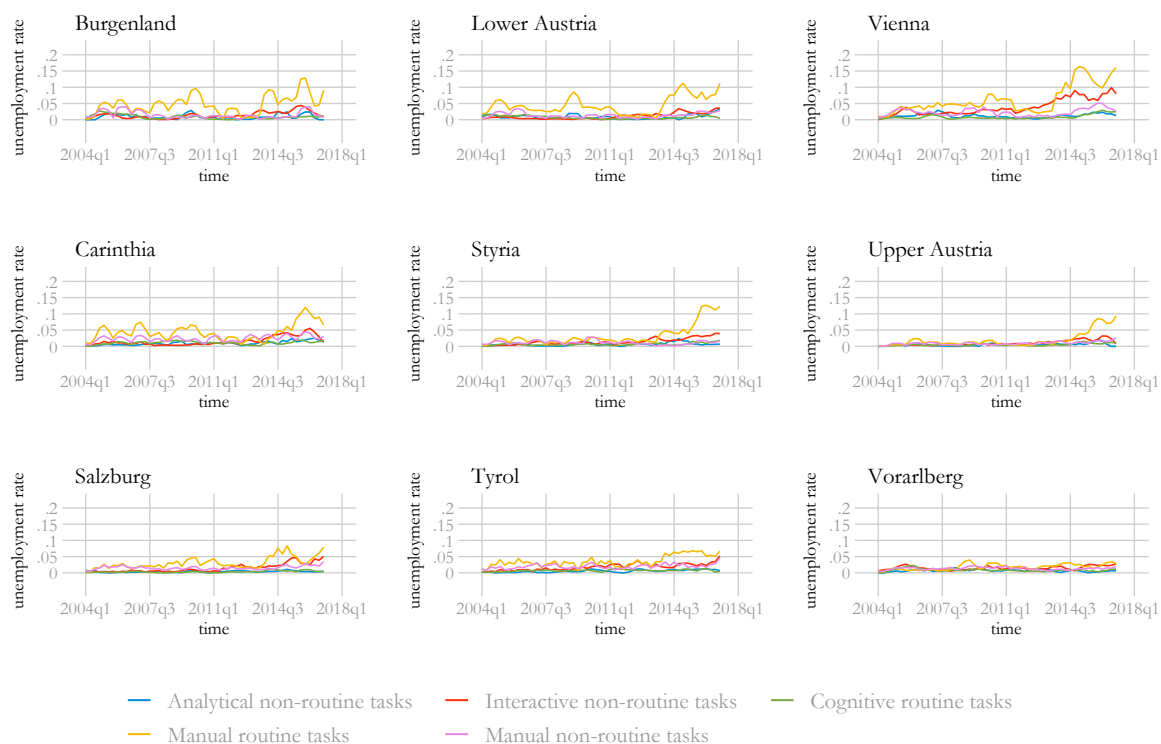 Burgenland
unemployment rate
.2
.15
.1
.05
0
2004q1 2007q3 2011q1 2014q3 2018q1
time
Lower Austria
unemployment rate
.2
.15
.1
.05
0
2004q1 2007q3 2011q1 2014q3 2018q1
time
Vienna
unemployment rate
.2
.15
.1
.05
0
2004q1 2007q3 2011q1 2014q3 2018q1
time
Carinthia
unemployment rate
.2
.15
.1
.05
0
2004q1 2007q3 2011q1 2014q3 2018q1
time
Styria
unemployment rate
.2
.15
.1
.05
0
2004q1 2007q3 2011q1 2014q3 2018q1
time
Upper Austria
unemployment rate
.2
.15
.1
.05
0
2004q1 2007q3 2011q1 2014q3 2018q1
time
Salzburg
unemployment rate
.2
.15
.1
.05
0
2004q1 2007q3 2011q1 2014q3 2018q1
time
Tyrol
unemployment rate
.2
.15
.1
.05
0
2004q1 2007q3 2011q1 2014q3 2018q1
time
Vorarlberg
unemployment rate
.2
.15
.1
.05
0
2004q1 2007q3 2011q1 2014q3 2018q1
time
Analytical non-routine tasks Interactive non-routine tasks Cognitive routine tasks
Manual routine tasks Manual non-routine tasks